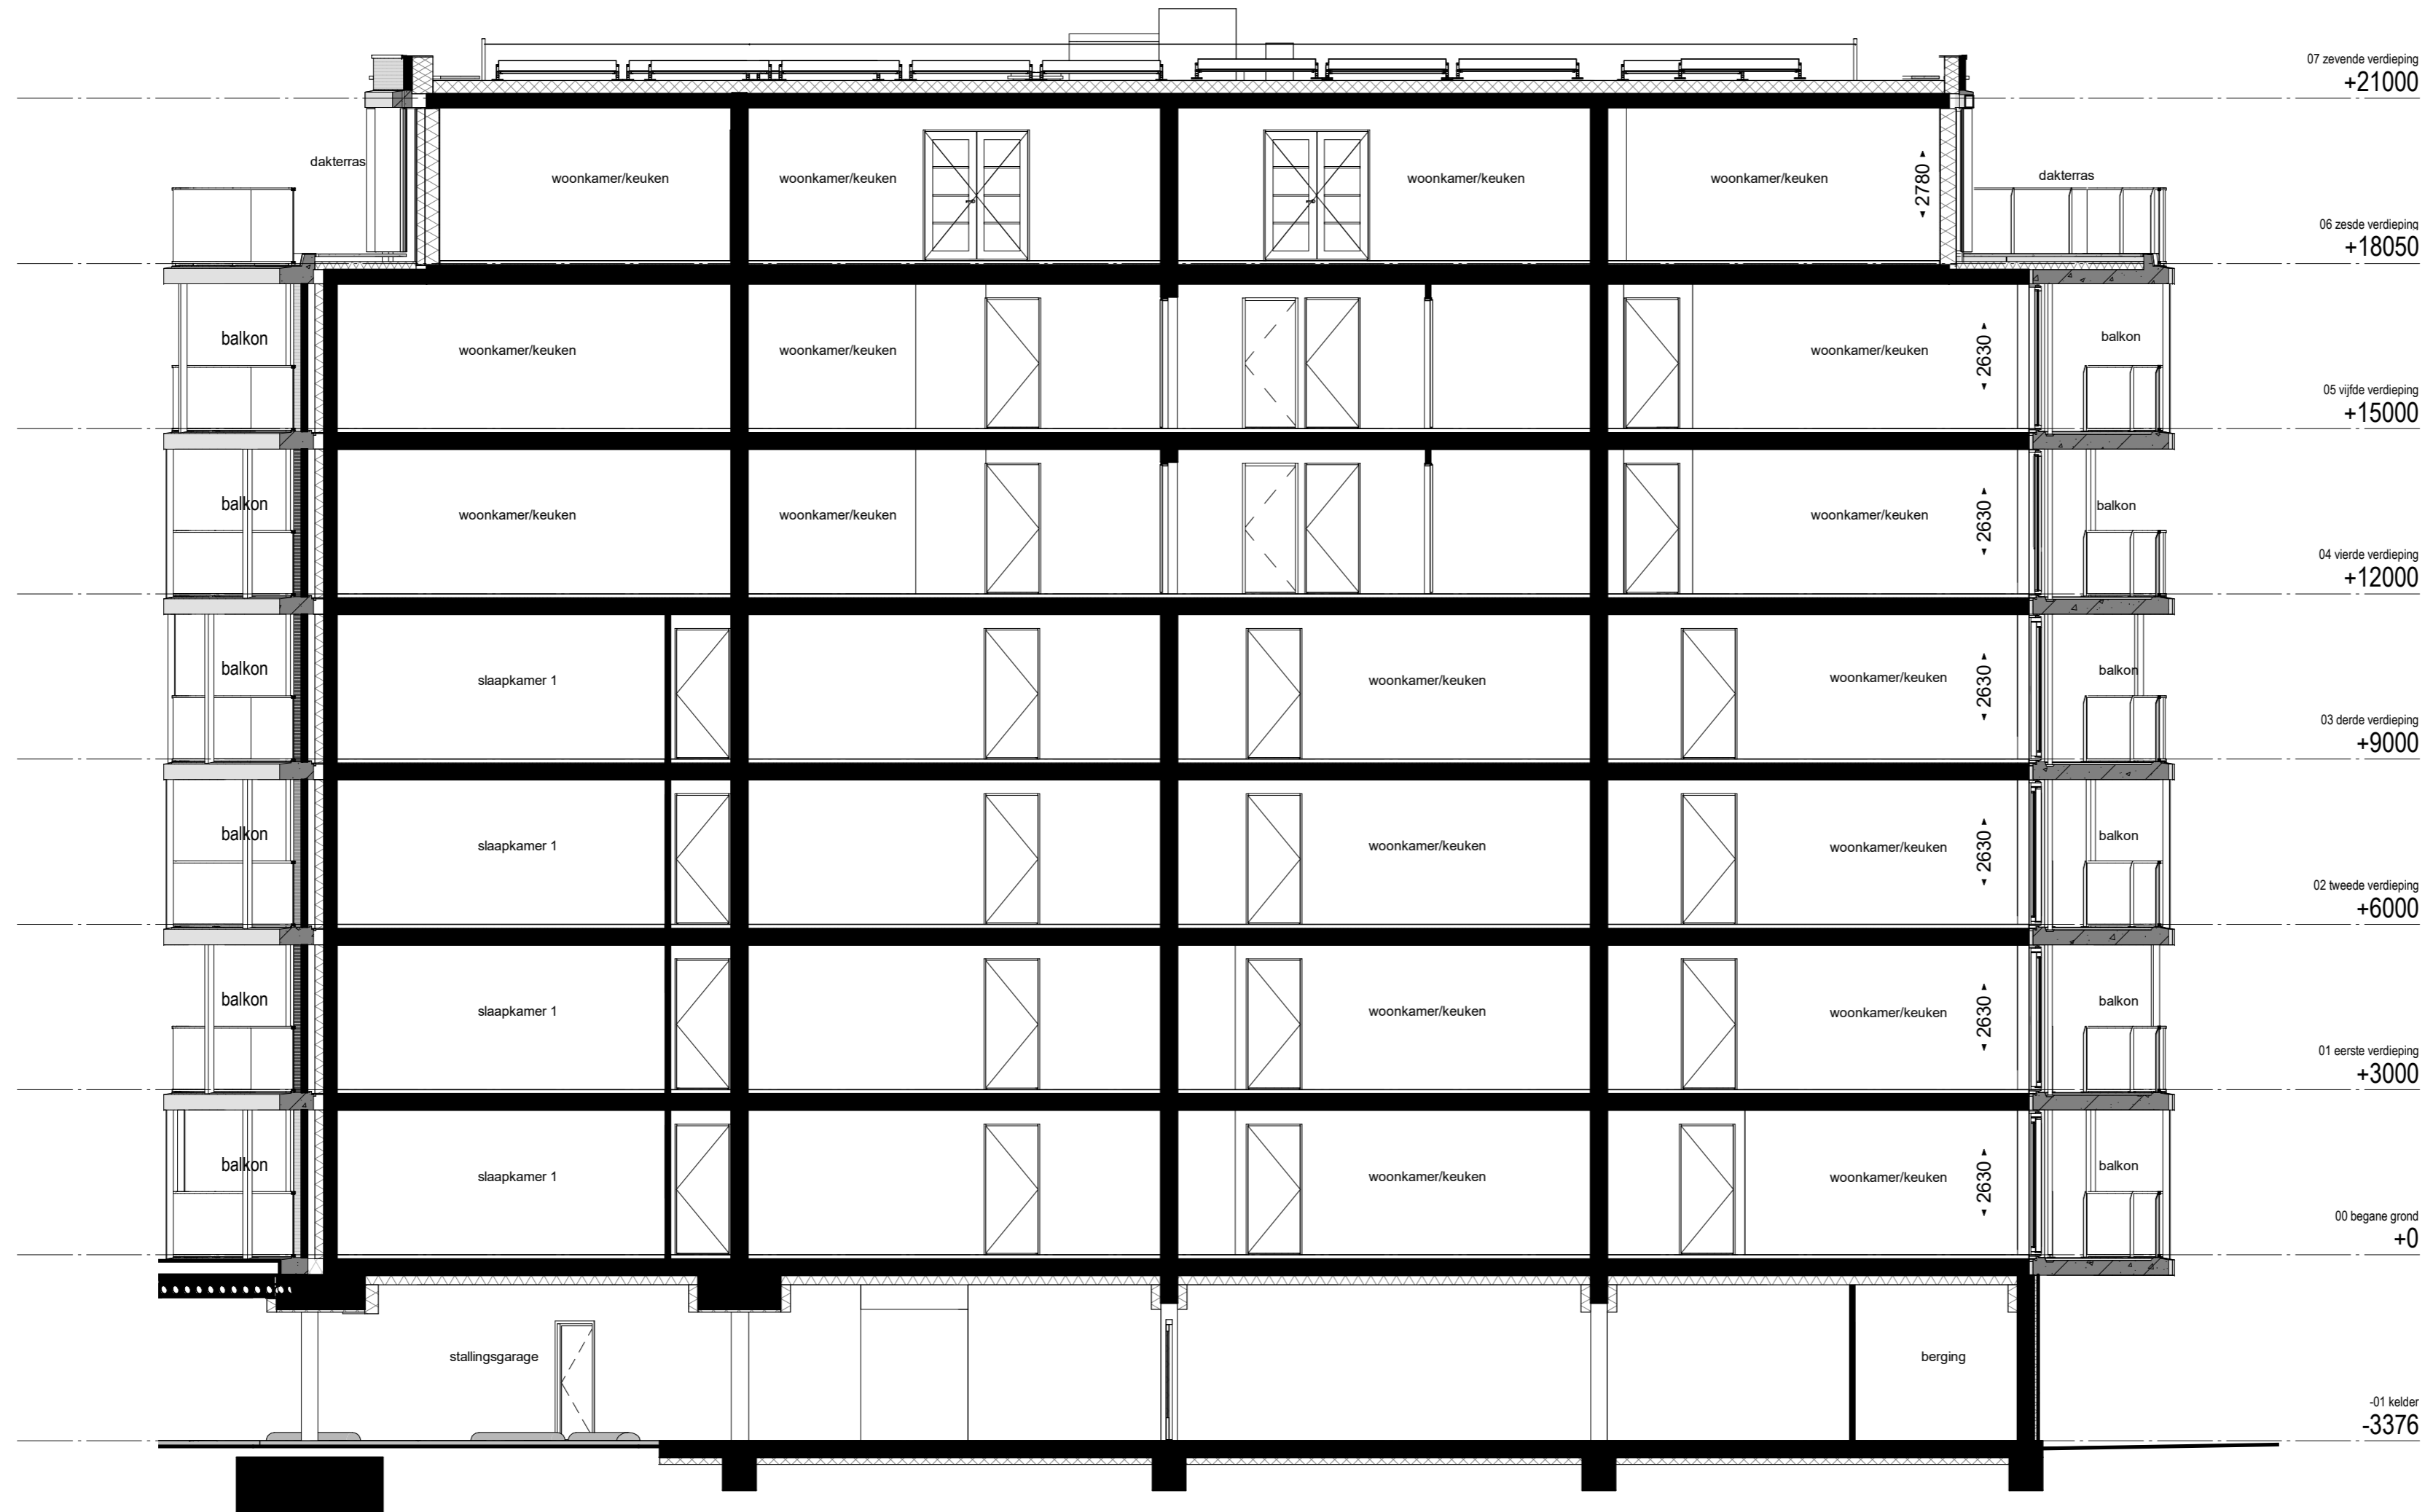 07 zevende verdieping
+21000
dakterras
woonkamer/keuken
woonkamer/keuken
woonkamer/keuken
woonkamer/keuken
2780
dakterras
06 zesde verdieping
+18050
balkon
woonkamer/keuken
woonkamer/keuken
woonkamer/keuken
2630
balkon
05 vijfde verdieping
+15000
balkon
woonkamer/keuken
woonkamer/keuken
woonkamer/keuken
2630
balkon
04 vierde verdieping
+12000
balkon
slaapkamer 1
woonkamer/keuken
woonkamer/keuken
2630
balkon
03 derde verdieping
+9000
balkon
slaapkamer 1
woonkamer/keuken
woonkamer/keuken
2630
balkon
02 tweede verdieping
+6000
balkon
slaapkamer 1
woonkamer/keuken
woonkamer/keuken
2630
balkon
01 eerste verdieping
+3000
balkon
slaapkamer 1
woonkamer/keuken
woonkamer/keuken
2630
balkon
00 begane grond
+0
stallingsgarage
berging
-01 kelder
-3376